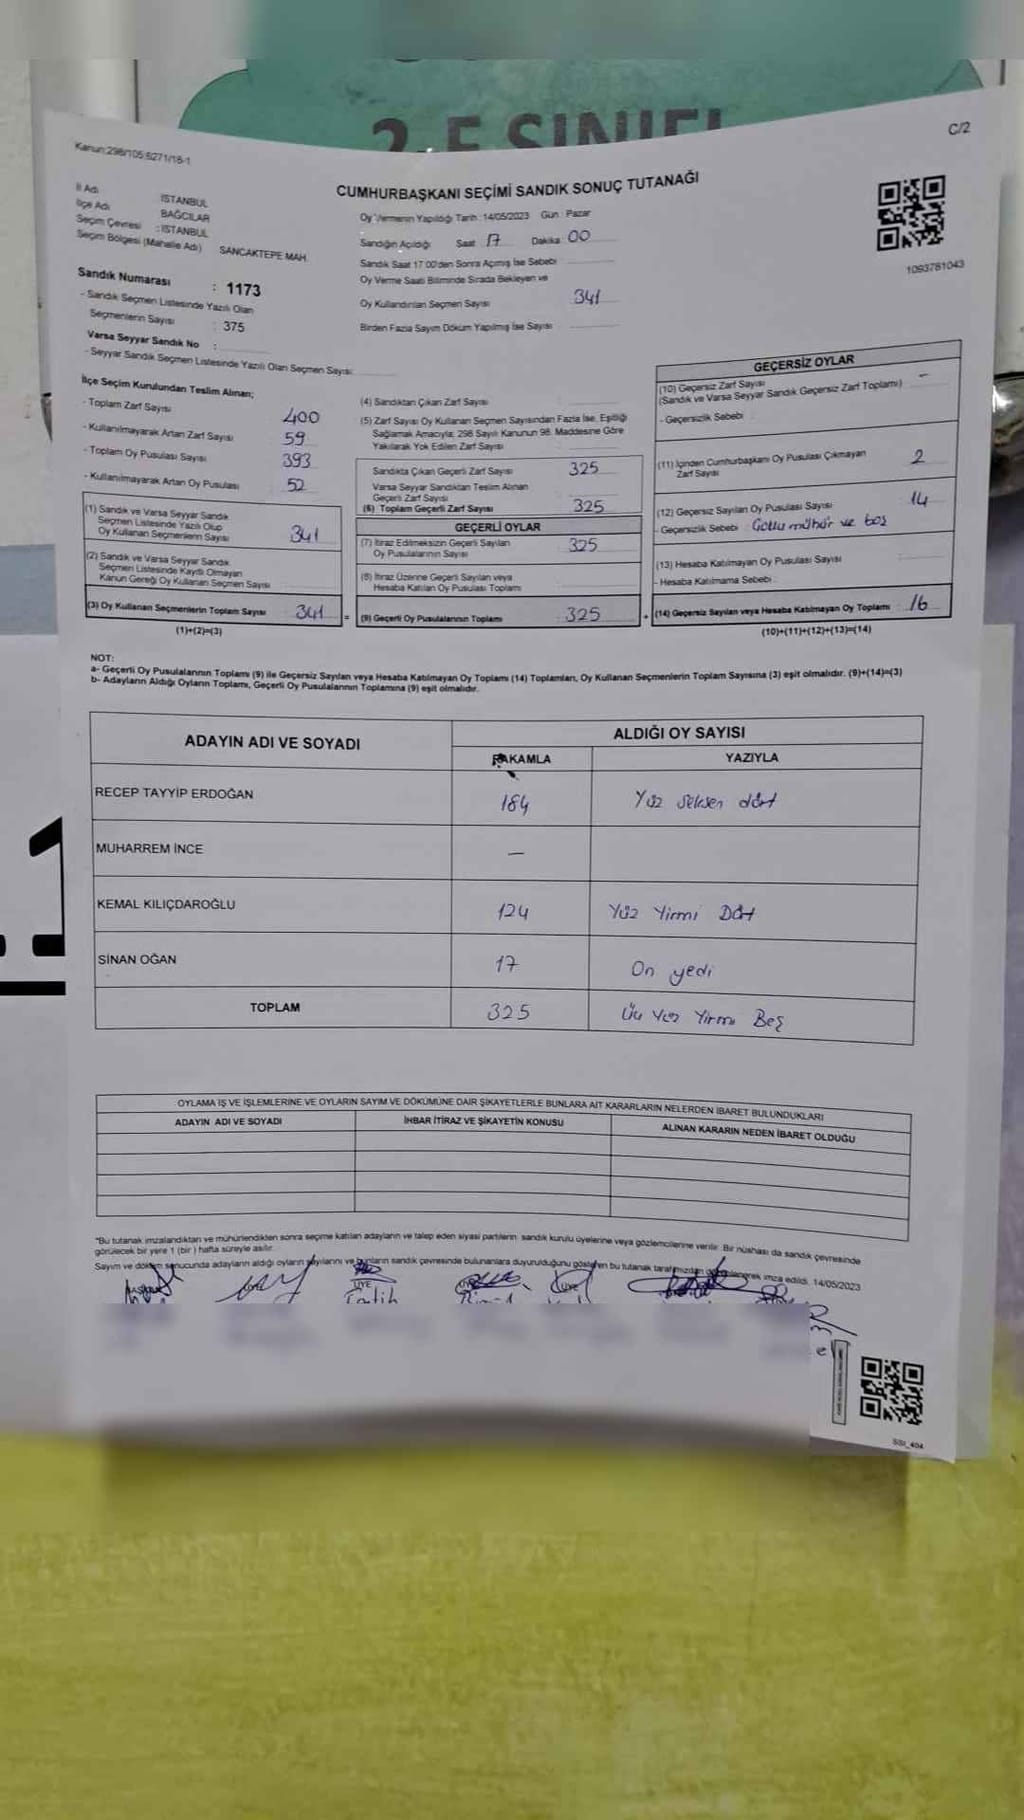 2-F SINIFI
C/2
Kanun:298/105;6271/18-1
CUMHURBAŞKANI SEÇİMİ SANDIK SONUÇ TUTANAĞI
İl Adı : İSTANBUL
İlçe Adı : BAĞCILAR
Seçim Çevresi : İSTANBUL
Seçim Bölgesi (Mahalle Adı) SANCAKTEPE MAH.
Oy Vermenin Yapıldığı Tarih: 14/05/2023 Gün: Pazar
Sandığın Açıldığı Saat 17 Dakika 00
Sandık Saat 17:00'den Sonra Açılmış İse Sebebi
Oy Verme Saati Bitiminde Sırada Bekleyen ve
Oy Kullandırılan Seçmen Sayısı 341
Birden Fazla Sayım Döküm Yapılmış İse Sayısı
1093781043
Sandık Numarası : 1173
- Sandık Seçmen Listesinde Yazılı Olan
Seçmenlerin Sayısı : 375
Varsa Seyyar Sandık No :
- Seyyar Sandık Seçmen Listesinde Yazılı Olan Seçmen Sayısı:
İlçe Seçim Kurulundan Teslim Alınan;
- Toplam Zarf Sayısı 400
- Kullanılmayarak Artan Zarf Sayısı 59
- Toplam Oy Pusulası Sayısı 393
- Kullanılmayarak Artan Oy Pusulası 52
(1) Sandık ve Varsa Seyyar Sandık
Seçmen Listesinde Yazılı Olup
Oy Kullanan Seçmenlerin Sayısı 341
(2) Sandık ve Varsa Seyyar Sandık
Seçmen Listesinde Kayıtlı Olmayan
Kanun Gereği Oy Kullanan Seçmen Sayısı
(3) Oy Kullanan Seçmenlerin Toplam Sayısı 341 =
(1)+(2)=(3)
(4) Sandıktan Çıkan Zarf Sayısı
(5) Zarf Sayısı Oy Kullanan Seçmen Sayısından Fazla İse, Eşitliği
Sağlamak Amacıyla; 298 Sayılı Kanunun 98. Maddesine Göre
Yakılarak Yok Edilen Zarf Sayısı
Sandıkta Çıkan Geçerli Zarf Sayısı 325
Varsa Seyyar Sandıktan Teslim Alınan
Geçerli Zarf Sayısı
(6) Toplam Geçerli Zarf Sayısı 325
GEÇERLİ OYLAR
(7) İtiraz Edilmeksizin Geçerli Sayılan
Oy Pusulalarının Sayısı 325
(8) İtiraz Üzerine Geçerli Sayılan veya
Hesaba Katılan Oy Pusulası Toplamı
(9) Geçerli Oy Pusulalarının Toplamı 325 +
GEÇERSİZ OYLAR
(10) Geçersiz Zarf Sayısı –
(Sandık ve Varsa Seyyar Sandık Geçersiz Zarf Toplamı)
- Geçersizlik Sebebi :
(11) İçinden Cumhurbaşkanı Oy Pusulası Çıkmayan
Zarf Sayısı 2
(12) Geçersiz Sayılan Oy Pusulası Sayısı 14
- Geçersizlik Sebebi : Çoklu mühür ve boş
(13) Hesaba Katılmayan Oy Pusulası Sayısı
- Hesaba Katılmama Sebebi :
(14) Geçersiz Sayılan veya Hesaba Katılmayan Oy Toplamı : 16
(10)+(11)+(12)+(13)=(14)
NOT:
a- Geçerli Oy Pusulalarının Toplamı (9) ile Geçersiz Sayılan veya Hesaba Katılmayan Oy Toplamı (14) Toplamları, Oy Kullanan Seçmenlerin Toplam Sayısına (3) eşit olmalıdır. (9)+(14)=(3)
b- Adayların Aldığı Oyların Toplamı, Geçerli Oy Pusulalarının Toplamına (9) eşit olmalıdır.
ADAYIN ADI VE SOYADI
ALDIĞI OY SAYISI
RAKAMLA YAZIYLA
RECEP TAYYİP ERDOĞAN 184 Yüz seksen dört
MUHARREM İNCE –
KEMAL KILIÇDAROĞLU 124 Yüz Yirmi Dört
SİNAN OĞAN 17 On yedi
TOPLAM 325 Üç Yüz Yirmi Beş
OYLAMA İŞ VE İŞLEMLERİNE VE OYLARIN SAYIM VE DÖKÜMÜNE DAİR ŞİKAYETLERLE BUNLARA AİT KARARLARIN NELERDEN İBARET BULUNDUKLARI
ADAYIN ADI VE SOYADI İHBAR İTİRAZ VE ŞİKAYETİN KONUSU ALINAN KARARIN NEDEN İBARET OLDUĞU
"Bu tutanak imzalandıktan ve mühürlendikten sonra seçime katılan adayların ve talep eden siyasi partilerin sandık kurulu üyelerine veya gözlemcilerine verilir. Bir nüshası da sandık çevresinde
görülecek bir yere 1 (bir) hafta süreyle asılır.
Sayım ve döküm sonucunda adayların aldığı oyların sayılarını ve bunların sandık çevresinde bulunanlara duyurulduğunu gösteren bu tutanak tarafımızdan düzenlenerek imza edildi. 14/05/2023
BAŞKAN ÜYE
Fatih
SSI_404